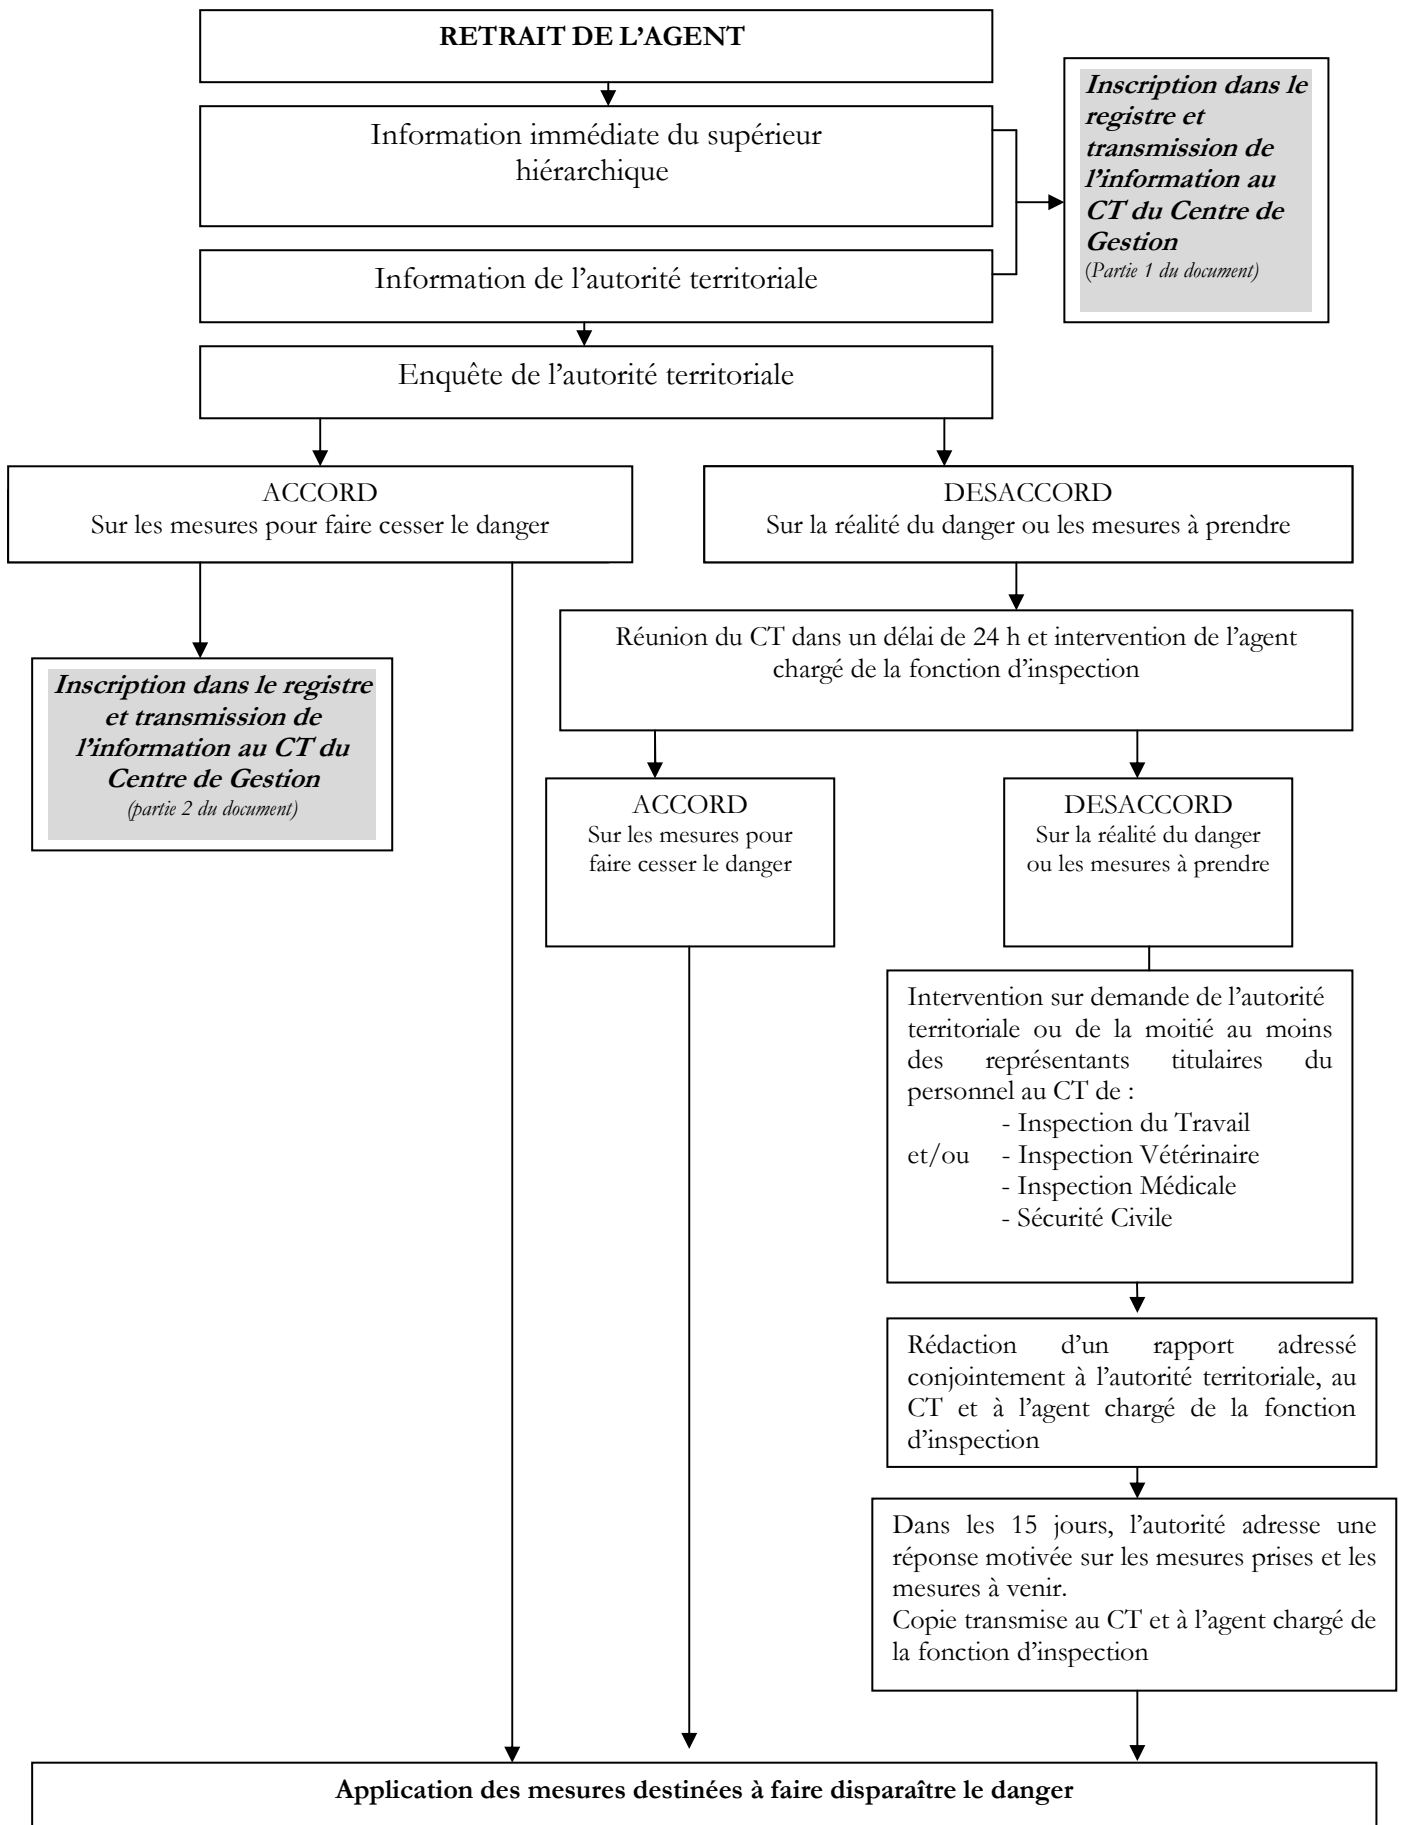 RETRAIT DE L’AGENT
Information immédiate du supérieur
hiérarchique
Inscription dans le
registre et
transmission de
l’information au
CT du Centre de
Gestion
(Partie 1 du document)
Information de l’autorité territoriale
Enquête de l’autorité territoriale
ACCORD
Sur les mesures pour faire cesser le danger
DESACCORD
Sur la réalité du danger ou les mesures à prendre
Réunion du CT dans un délai de 24 h et intervention de l’agent
chargé de la fonction d’inspection
Inscription dans le registre
et transmission de
l’information au CT du
Centre de Gestion
(partie 2 du document)
ACCORD
Sur les mesures pour
faire cesser le danger
DESACCORD
Sur la réalité du danger
ou les mesures à prendre
Intervention sur demande de l’autorité
territoriale ou de la moitié au moins
des représentants titulaires du
personnel au CT de :
- Inspection du Travail
et/ou - Inspection Vétérinaire
- Inspection Médicale
- Sécurité Civile
Rédaction d’un rapport adressé
conjointement à l’autorité territoriale, au
CT et à l’agent chargé de la fonction
d’inspection
Dans les 15 jours, l’autorité adresse une
réponse motivée sur les mesures prises et les
mesures à venir.
Copie transmise au CT et à l’agent chargé de
la fonction d’inspection
Application des mesures destinées à faire disparaître le danger